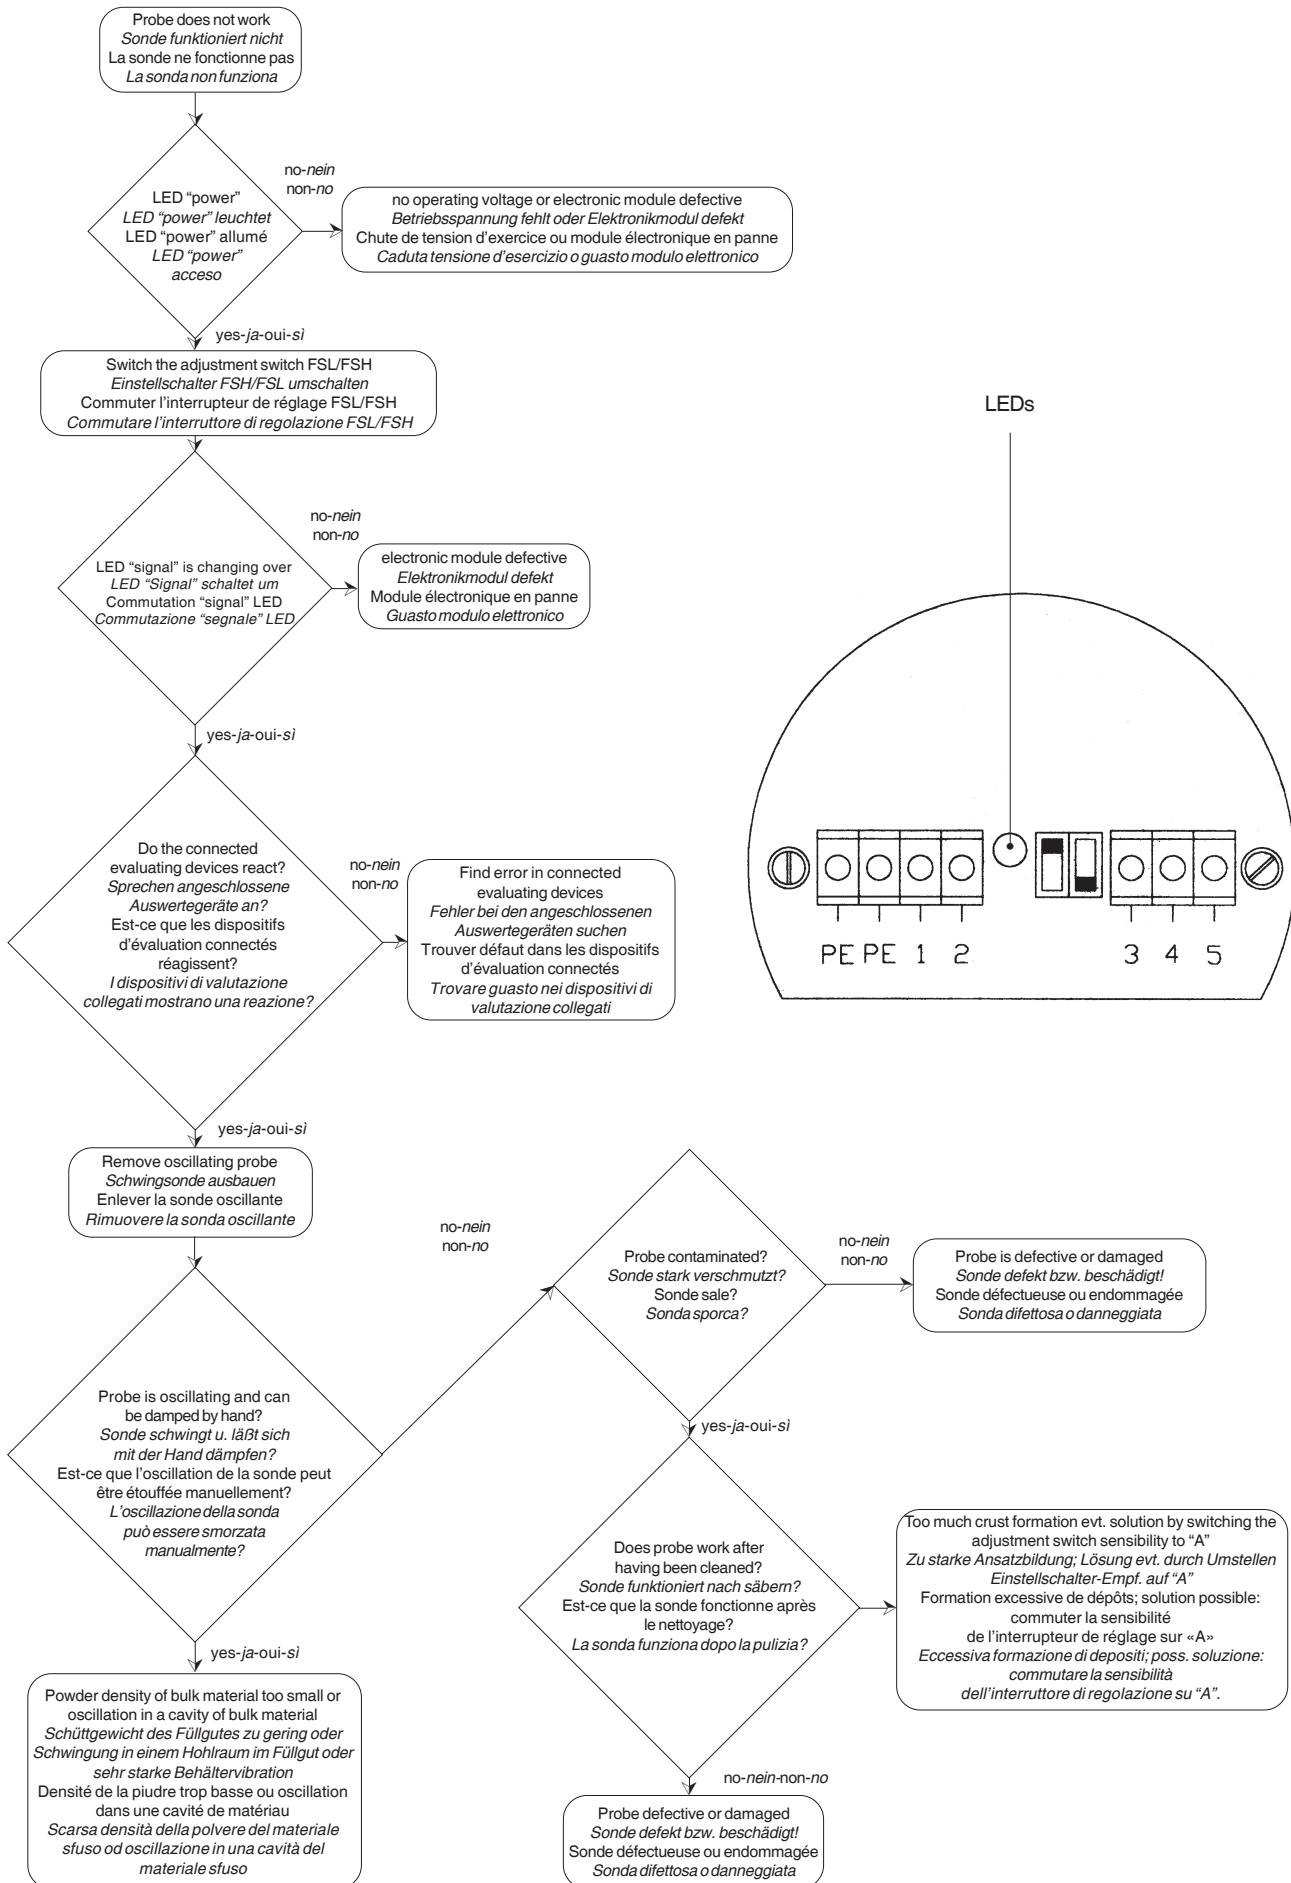 Probe does not work
Sonde funktioniert nicht
La sonde ne fonctionne pas
La sonda non funziona
LED “power”
LED “power” leuchtet
LED “power” allumé
LED “power”
acceso
no-nein
non-no
no operating voltage or electronic module defective
Betriebsspannung fehlt oder Elektronikmodul defekt
Chute de tension d’exercice ou module électronique en panne
Caduta tensione d’esercizio o guasto modulo elettronico
yes-ja-oui-sì
Switch the adjustment switch FSL/FSH
Einstellschalter FSH/FSL umschalten
Commuter l’interrupteur de réglage FSL/FSH
Commutare l’interruttore di regolazione FSL/FSH
LED “signal” is changing over
LED “Signal” schaltet um
Commutation “signal” LED
Commutazione “segnale” LED
no-nein
non-no
electronic module defective
Elektronikmodul defekt
Module électronique en panne
Guasto modulo elettronico
yes-ja-oui-sì
Do the connected
evaluating devices react?
Sprechen angeschlossene
Auswertegeräte an?
Est-ce que les dispositifs
d’évaluation connectés
réagissent?
I dispositivi di valutazione
collegati mostrano una reazione?
no-nein
non-no
Find error in connected
evaluating devices
Fehler bei den angeschlossenen
Auswertegeräten suchen
Trouver défaut dans les dispositifs
d’évaluation connectés
Trovare guasto nei dispositivi di
valutazione collegati
LEDs
PE PE 1 2 3 4 5
yes-ja-oui-sì
Remove oscillating probe
Schwingsonde ausbauen
Enlever la sonde oscillante
Rimuovere la sonda oscillante
Probe is oscillating and can
be damped by hand?
Sonde schwingt u. läßt sich
mit der Hand dämpfen?
Est-ce que l’oscillation de la sonde peut
être étouffée manuellement?
L’oscillazione della sonda
può essere smorzata
manualmente?
no-nein
non-no
Probe contaminated?
Sonde stark verschmutzt?
Sonde sale?
Sonda sporca?
no-nein
non-no
Probe is defective or damaged
Sonde defekt bzw. beschädigt!
Sonde défectueuse ou endommagée
Sonda difettosa o danneggiata
yes-ja-oui-sì
Does probe work after
having been cleaned?
Sonde funktioniert nach säbern?
Est-ce que la sonde fonctionne après
le nettoyage?
La sonda funziona dopo la pulizia?
Too much crust formation evt. solution by switching the
adjustment switch sensibility to “A”
Zu starke Ansatzbildung; Lösung evt. durch Umstellen
Einstellschalter-Empf. auf “A”
Formation excessive de dépôts; solution possible:
commuter la sensibilité
de l’interrupteur de réglage sur «A»
Eccessiva formazione di depositi; poss. soluzione:
commutare la sensibilità
dell’interruttore di regolazione su “A”.
yes-ja-oui-sì
Powder density of bulk material too small or
oscillation in a cavity of bulk material
Schüttgewicht des Füllgutes zu gering oder
Schwingung in einem Hohlraum im Füllgut oder
sehr starke Behältervibration
Densité de la piudre trop basse ou oscillation
dans une cavité de matériau
Scarsa densità della polvere del materiale
sfuso od oscillazione in una cavità del
materiale sfuso
no-nein-non-no
Probe defective or damaged
Sonde defekt bzw. beschädigt!
Sonde défectueuse ou endommagée
Sonda difettosa o danneggiata